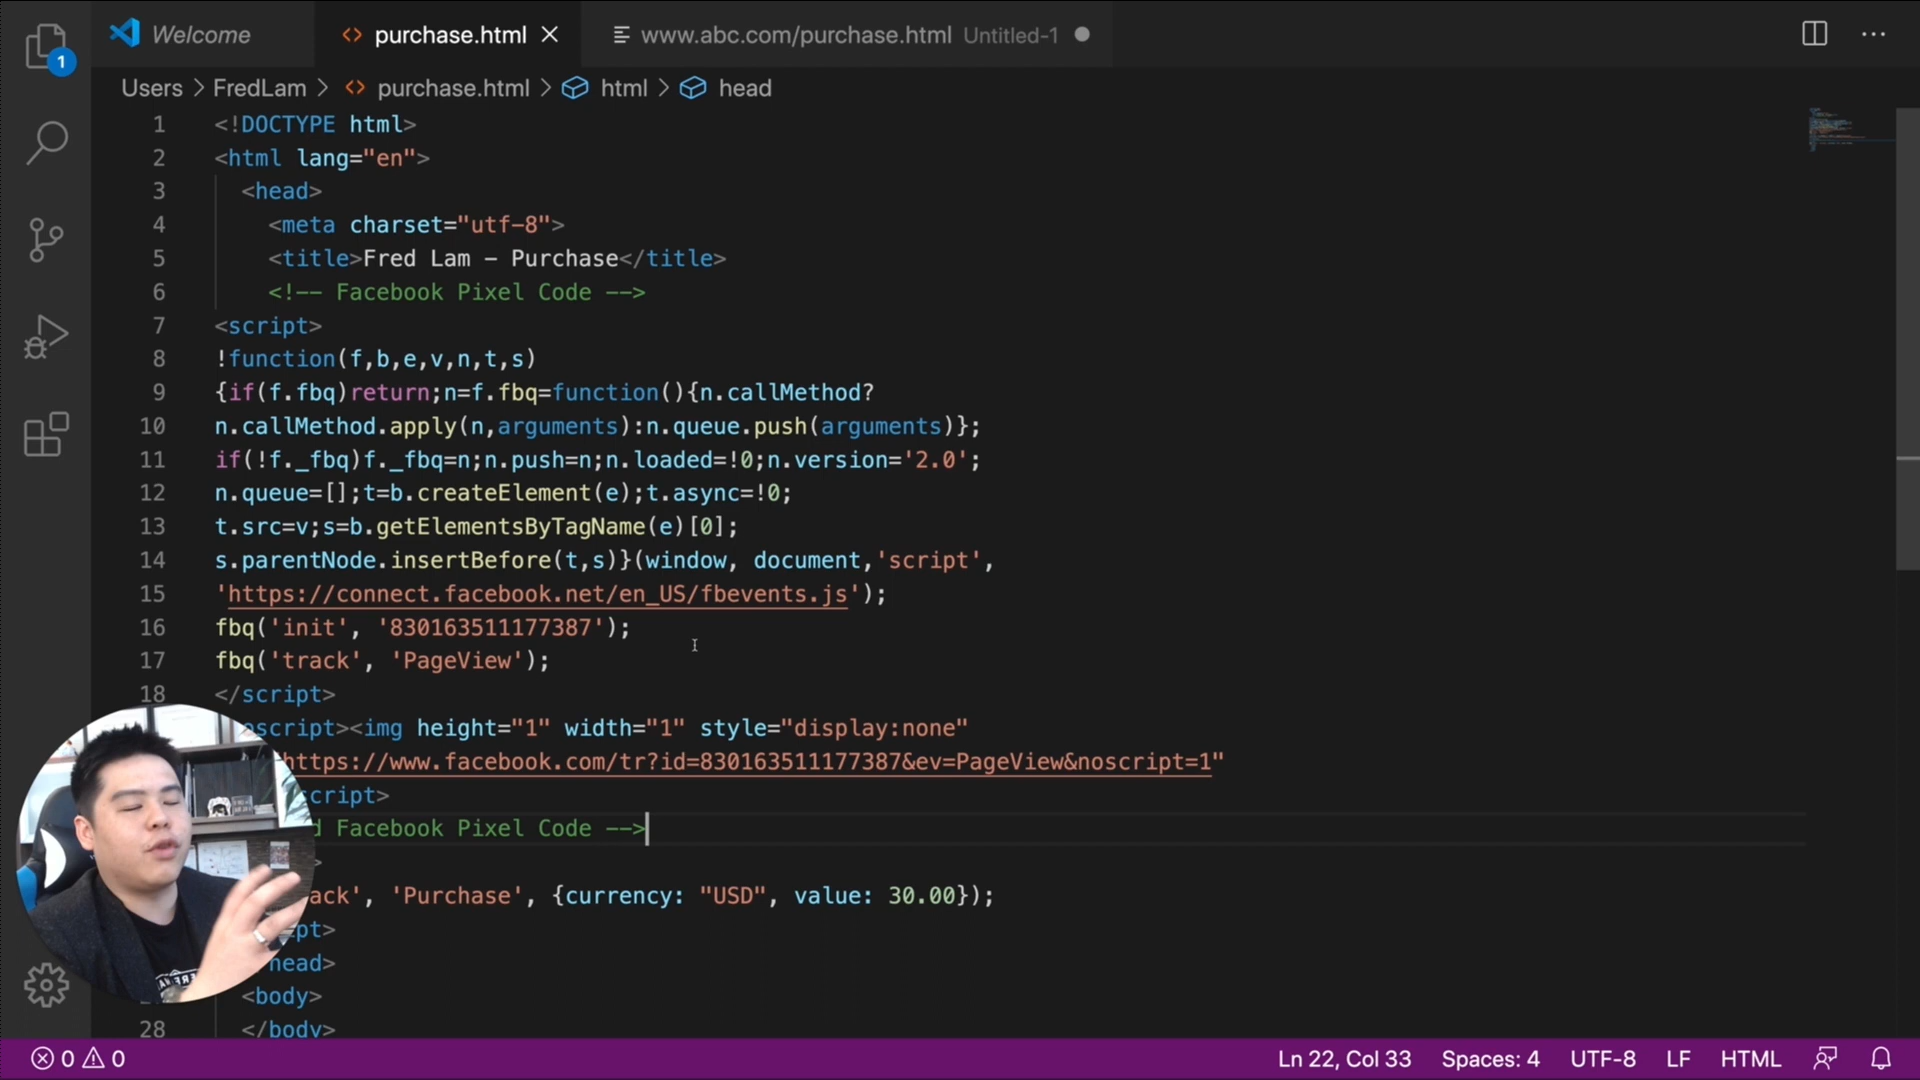 1
Welcome
purchase.html
www.abc.com/purchase.html Untitled-1
Users > FredLam > purchase.html > html > head
1 <!DOCTYPE html>
2 <html lang="en">
3 <head>
4 <meta charset="utf-8">
5 <title>Fred Lam - Purchase</title>
6 <!-- Facebook Pixel Code -->
7 <script>
8 !function(f,b,e,v,n,t,s)
9 {if(f.fbq)return;n=f.fbq=function(){n.callMethod?
10 n.callMethod.apply(n,arguments):n.queue.push(arguments)};
11 if(!f._fbq)f._fbq=n;n.push=n;n.loaded=!0;n.version='2.0';
12 n.queue=[];t=b.createElement(e);t.async=!0;
13 t.src=v;s=b.getElementsByTagName(e)[0];
14 s.parentNode.insertBefore(t,s)}(window, document,'script',
15 'https://connect.facebook.net/en_US/fbevents.js');
16 fbq('init', '830163511177387');
17 fbq('track', 'PageView');
18 </script>
oscript><img height="1" width="1" style="display:none"
https://www.facebook.com/tr?id=830163511177387&ev=PageView&noscript=1"
cript>
d Facebook Pixel Code -->
>
ack', 'Purchase', {currency: "USD", value: 30.00});
ipt>
head>
<body>
28 </body>
0 0
Ln 22, Col 33 Spaces: 4 UTF-8 LF HTML